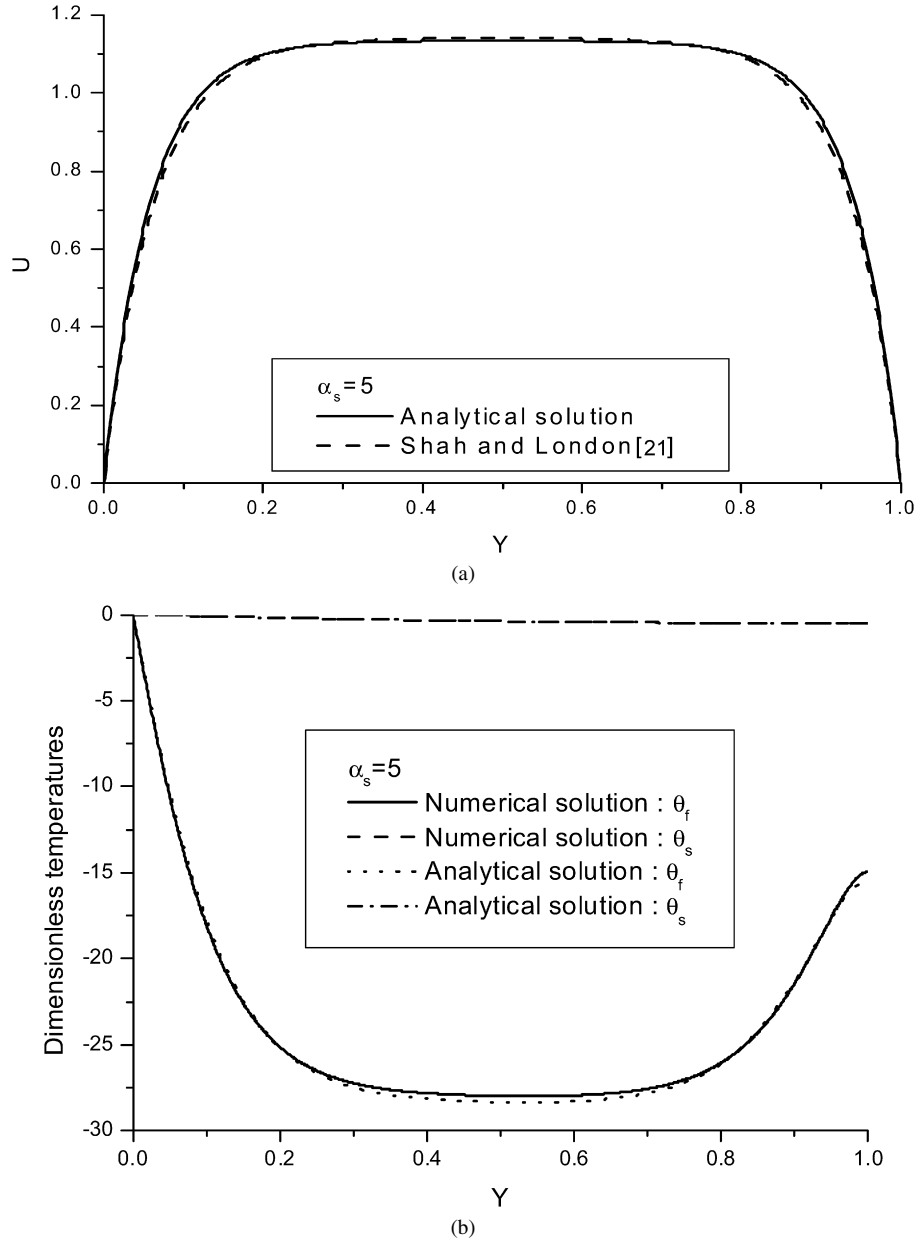 1.2
1.0
0.8
0.6
0.4
0.2
0.0
U
αs=5
Analytical solution
Shah and London[21]
0.0 0.2 0.4 0.6 0.8 1.0
Y
(a)
0
-5
-10
-15
-20
-25
-30
Dimensionless temperatures
αs=5
Numerical solution : θf
Numerical solution : θs
Analytical solution : θf
Analytical solution : θs
0.0 0.2 0.4 0.6 0.8 1.0
Y
(b)